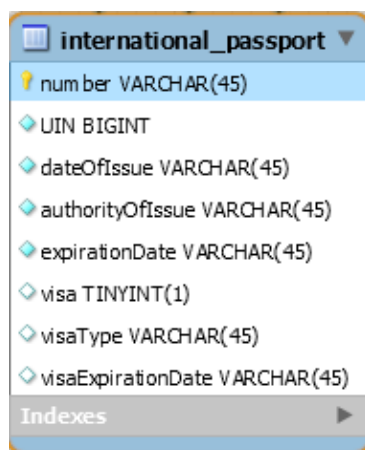 international_passport
number VARCHAR(45)
UIN BIGINT
dateOfIssue VARCHAR(45)
authorityOfIssue VARCHAR(45)
expirationDate VARCHAR(45)
visa TINYINT(1)
visaType VARCHAR(45)
visaExpirationDate VARCHAR(45)
Indexes